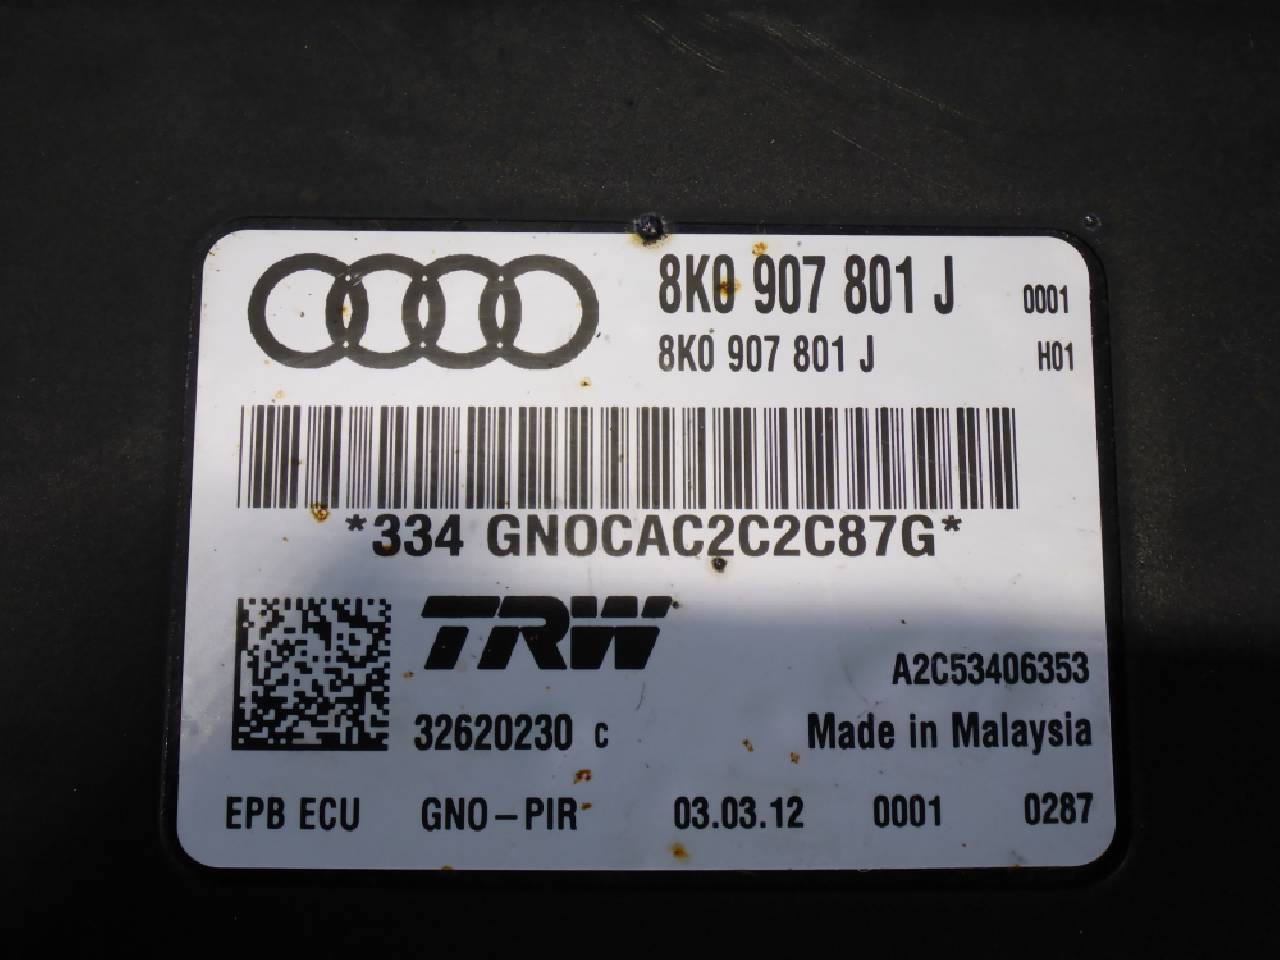 8K0 907 801 J 0001
8K0 907 801 J H01
*334 GNOCAC2C2C87G*
TRW
A2C53406353
32620230 C Made in Malaysia
EPB ECU GNO-PIR 03.03.12 0001 0287